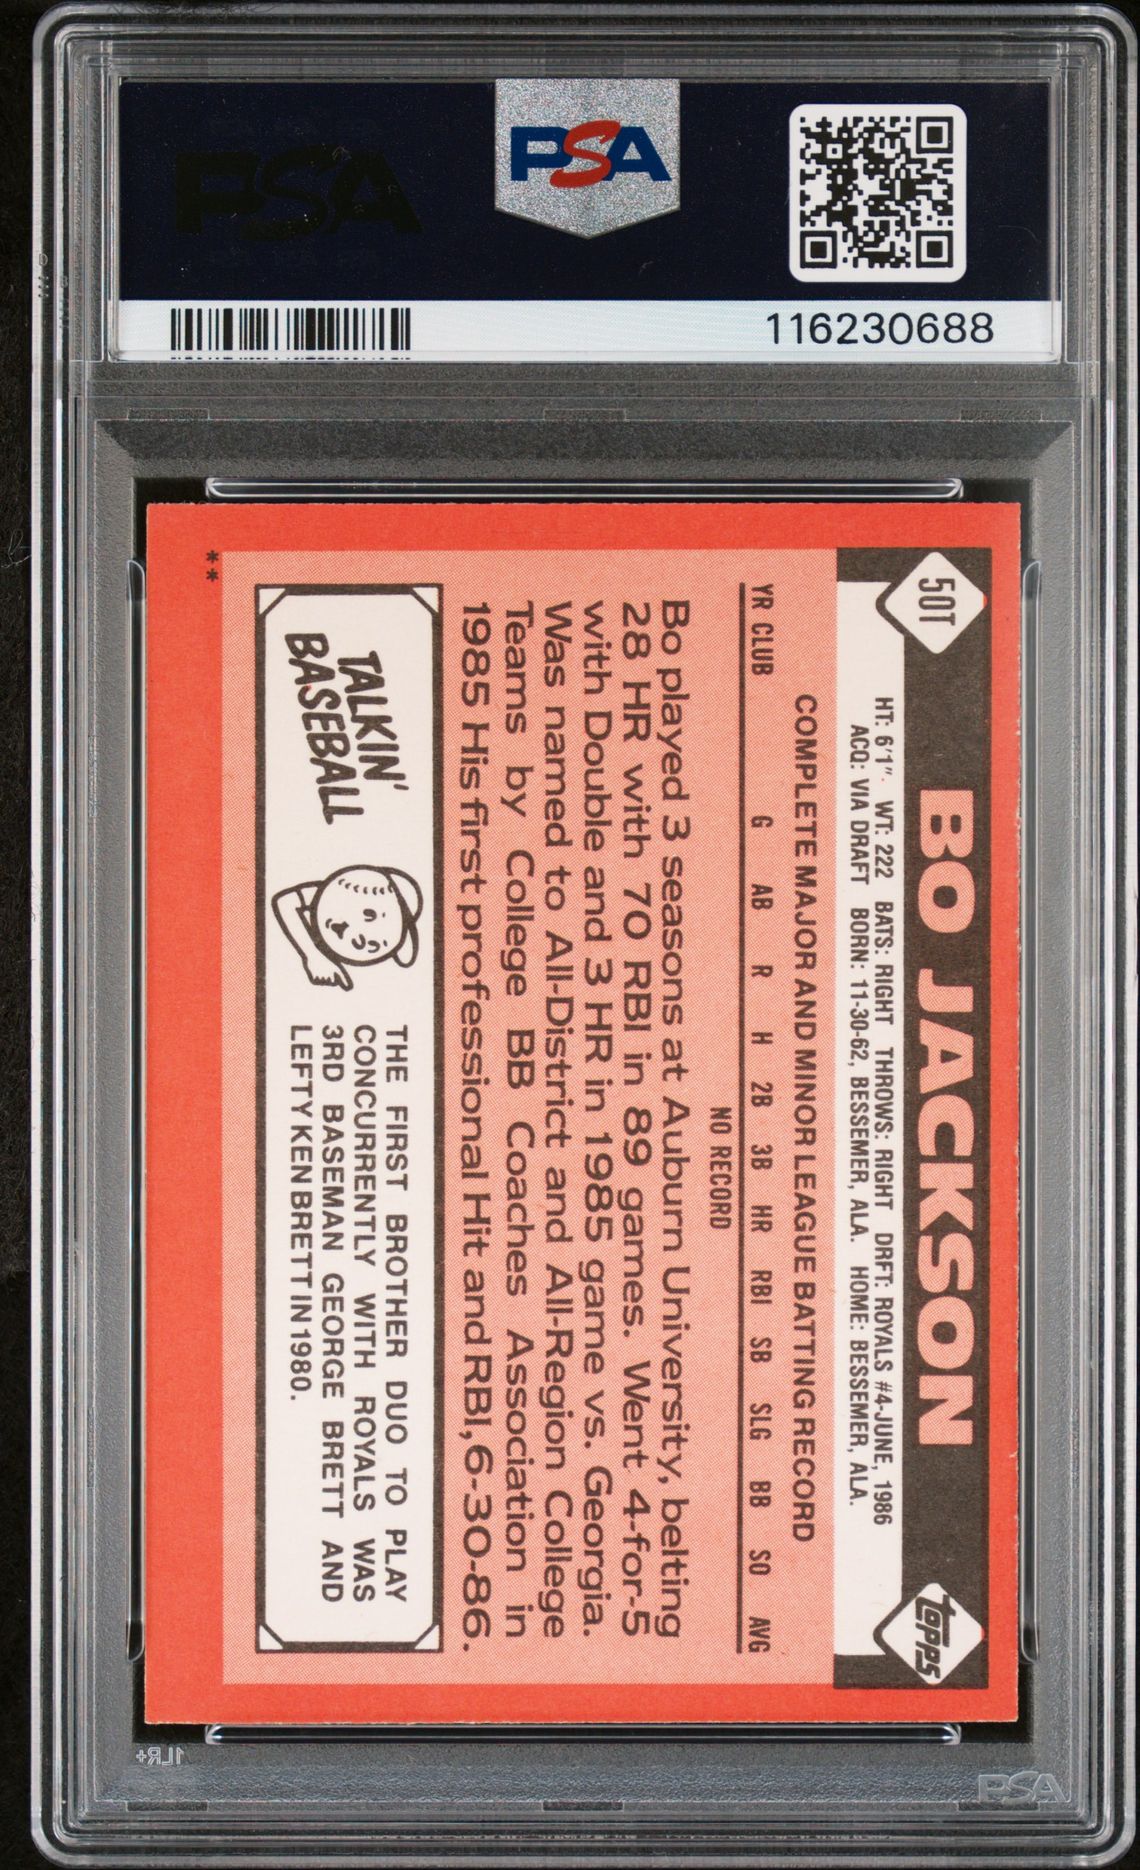 PSA
PSA
116230688
50T
BO JACKSON
topps
HT: 6'1" WT: 222 BATS: RIGHT THROWS: RIGHT DRFT: ROYALS #4-JUNE, 1986
ACQ: VIA DRAFT BORN: 11-30-62, BESSEMER, ALA. HOME: BESSEMER, ALA.
COMPLETE MAJOR AND MINOR LEAGUE BATTING RECORD
YR CLUB G AB R H 2B 3B HR RBI SB SLG BB SO AVG
NO RECORD
Bo played 3 seasons at Auburn University, belting
28 HR with 70 RBI in 89 games. Went 4-for-5
with Double and 3 HR in 1985 game vs. Georgia.
Was named to All-District and All-Region College
Teams by College BB Coaches Association in
1985 His first professional Hit and RBI, 6-30-86.
TALKIN'
BASEBALL
THE FIRST BROTHER DUO TO PLAY
CONCURRENTLY WITH ROYALS WAS
3RD BASEMAN GEORGE BRETT AND
LEFTY KEN BRETT IN 1980.
**
1LR+
PSA